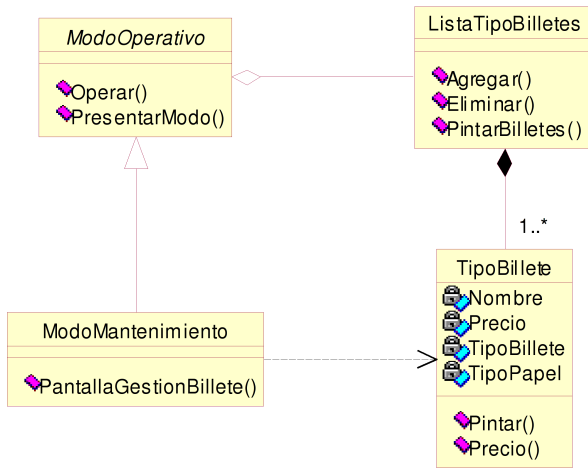 ModoOperativo
Operar()
PresentarModo()
ListaTipoBilletes
Agregar()
Eliminar()
PintarBilletes()
1..*
TipoBillete
Nombre
Precio
TipoBillete
TipoPapel
Pintar()
Precio()
ModoMantenimiento
PantallaGestionBillete()